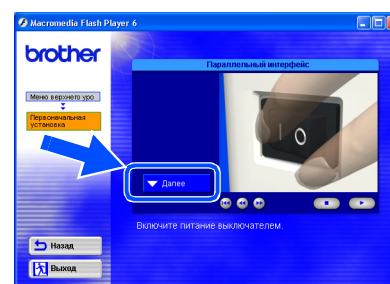 Macromedia Flash Player 6
brother
Параллельный интерфейс
Меню верхнего уро
Первоначальная
установка
Далее
Включите питание выключателем.
Назад
Выход